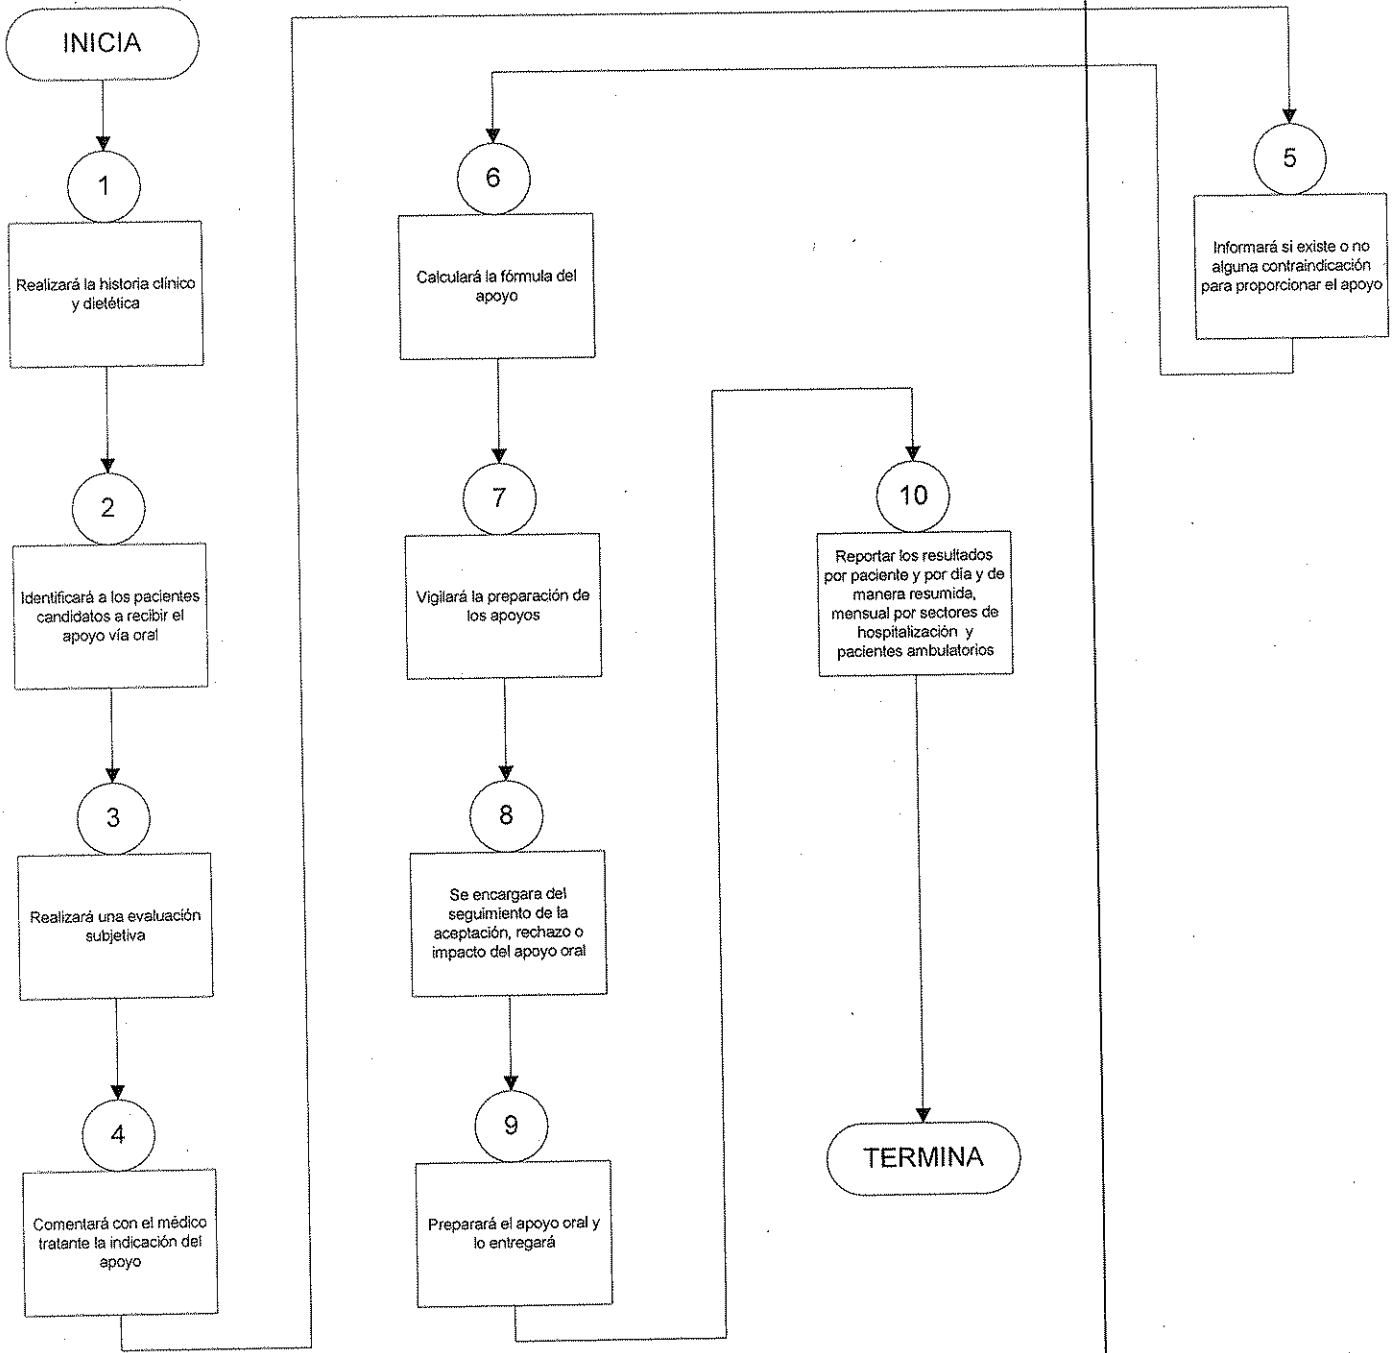 INICIA
1
Realizará la historia clínico
y dietética
2
Identificará a los pacientes
candidatos a recibir el
apoyo vía oral
3
Realizará una evaluación
subjetiva
4
Comentará con el médico
tratante la indicación del
apoyo
5
Informará si existe o no
alguna contraindicación
para proporcionar el apoyo
6
Calculará la fórmula del
apoyo
7
Vigilará la preparación de
los apoyos
8
Se encargara del
seguimiento de la
aceptación, rechazo o
impacto del apoyo oral
9
Preparará el apoyo oral y
lo entregará
10
Reportar los resultados
por paciente y por día y de
manera resumida,
mensual por sectores de
hospitalización y
pacientes ambulatorios
TERMINA